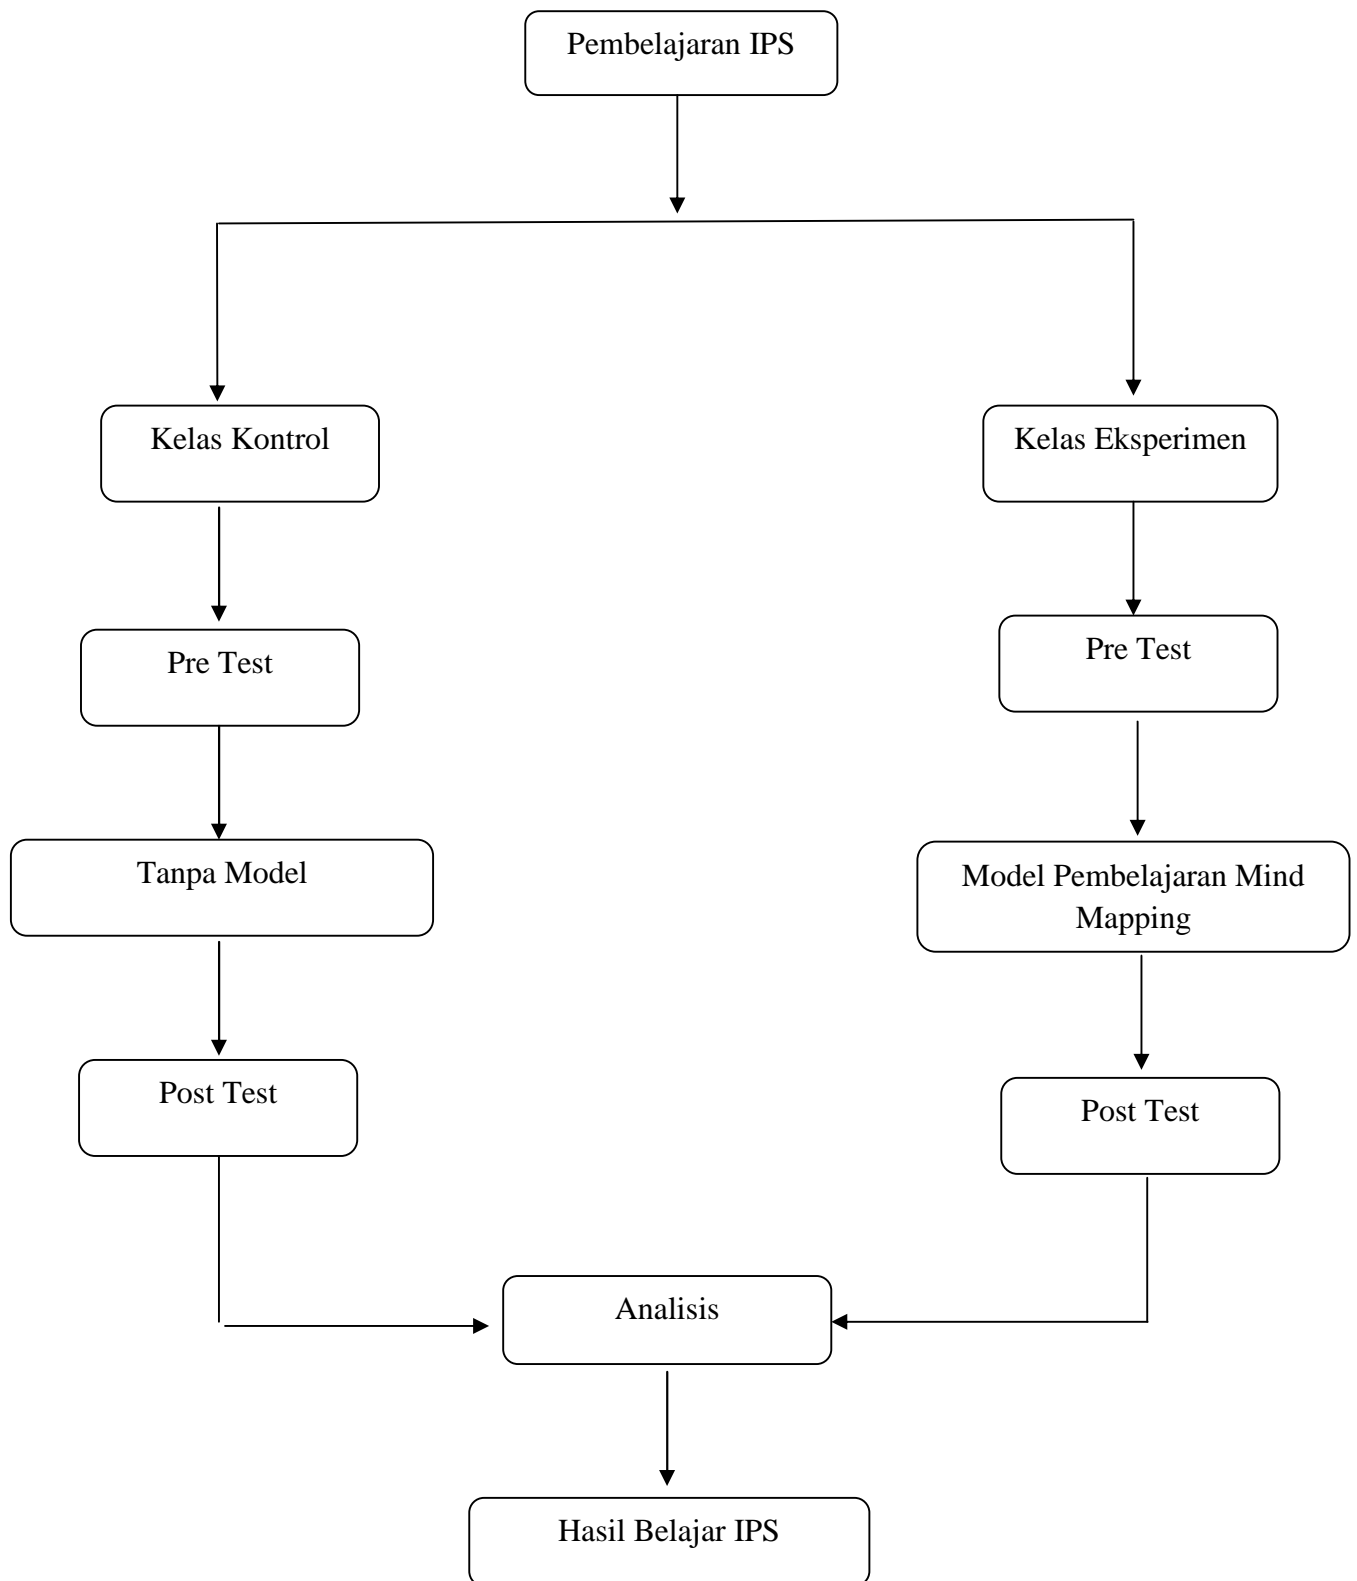 Pembelajaran IPS
Kelas Kontrol
Kelas Eksperimen
Pre Test
Pre Test
Tanpa Model
Model Pembelajaran Mind
Mapping
Post Test
Post Test
Analisis
Hasil Belajar IPS